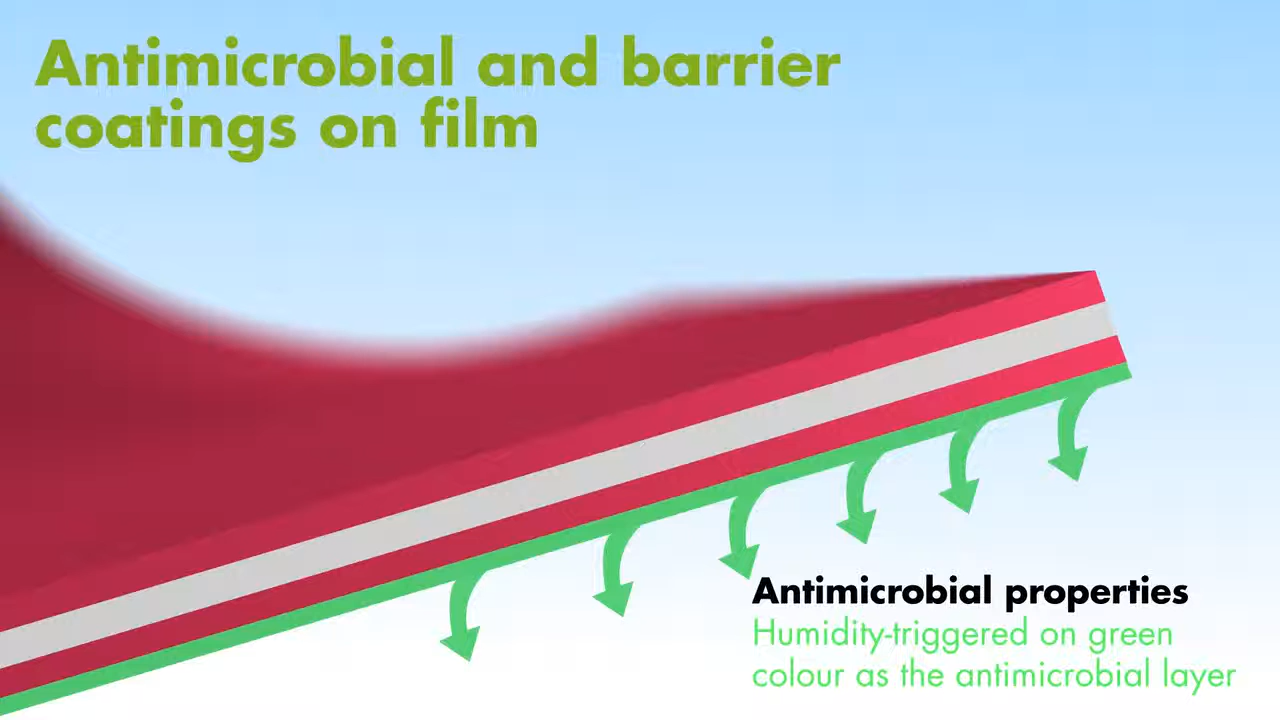 Antimicrobial and barrier
coatings on film
Antimicrobial properties
Humidity-triggered on green
colour as the antimicrobial layer